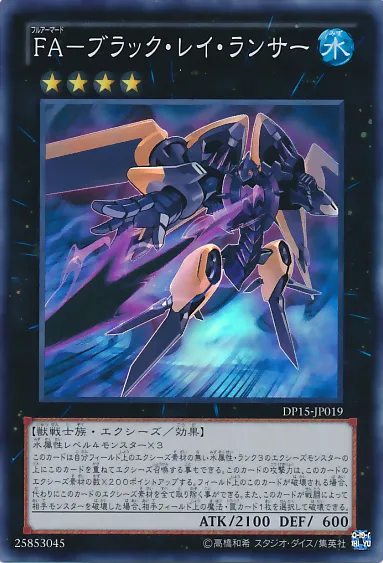 フルアーマード
FA－ブラック・レイ・ランサー
みず
水
DP15-JP019
【獣戦士族・エクシーズ／効果】
水属性レベル４モンスター×３
このカードは自分フィールド上のエクシーズ素材の無い水属性・ランク３のエクシーズモンスターの
上にこのカードを重ねてエクシーズ召喚する事もできる。このカードの攻撃力は、このカードの
エクシーズ素材の数×２００ポイントアップする。フィールド上のこのカードが破壊される場合、
代わりにこのカードのエクシーズ素材を全て取り除く事ができる。また、このカードが戦闘によって
相手モンスターを破壊した場合、相手フィールド上の魔法・罠カード１枚を選択して破壊できる。
ATK/2100 DEF/ 600
25853045
©高橋和希 スタジオ・ダイス/集英社